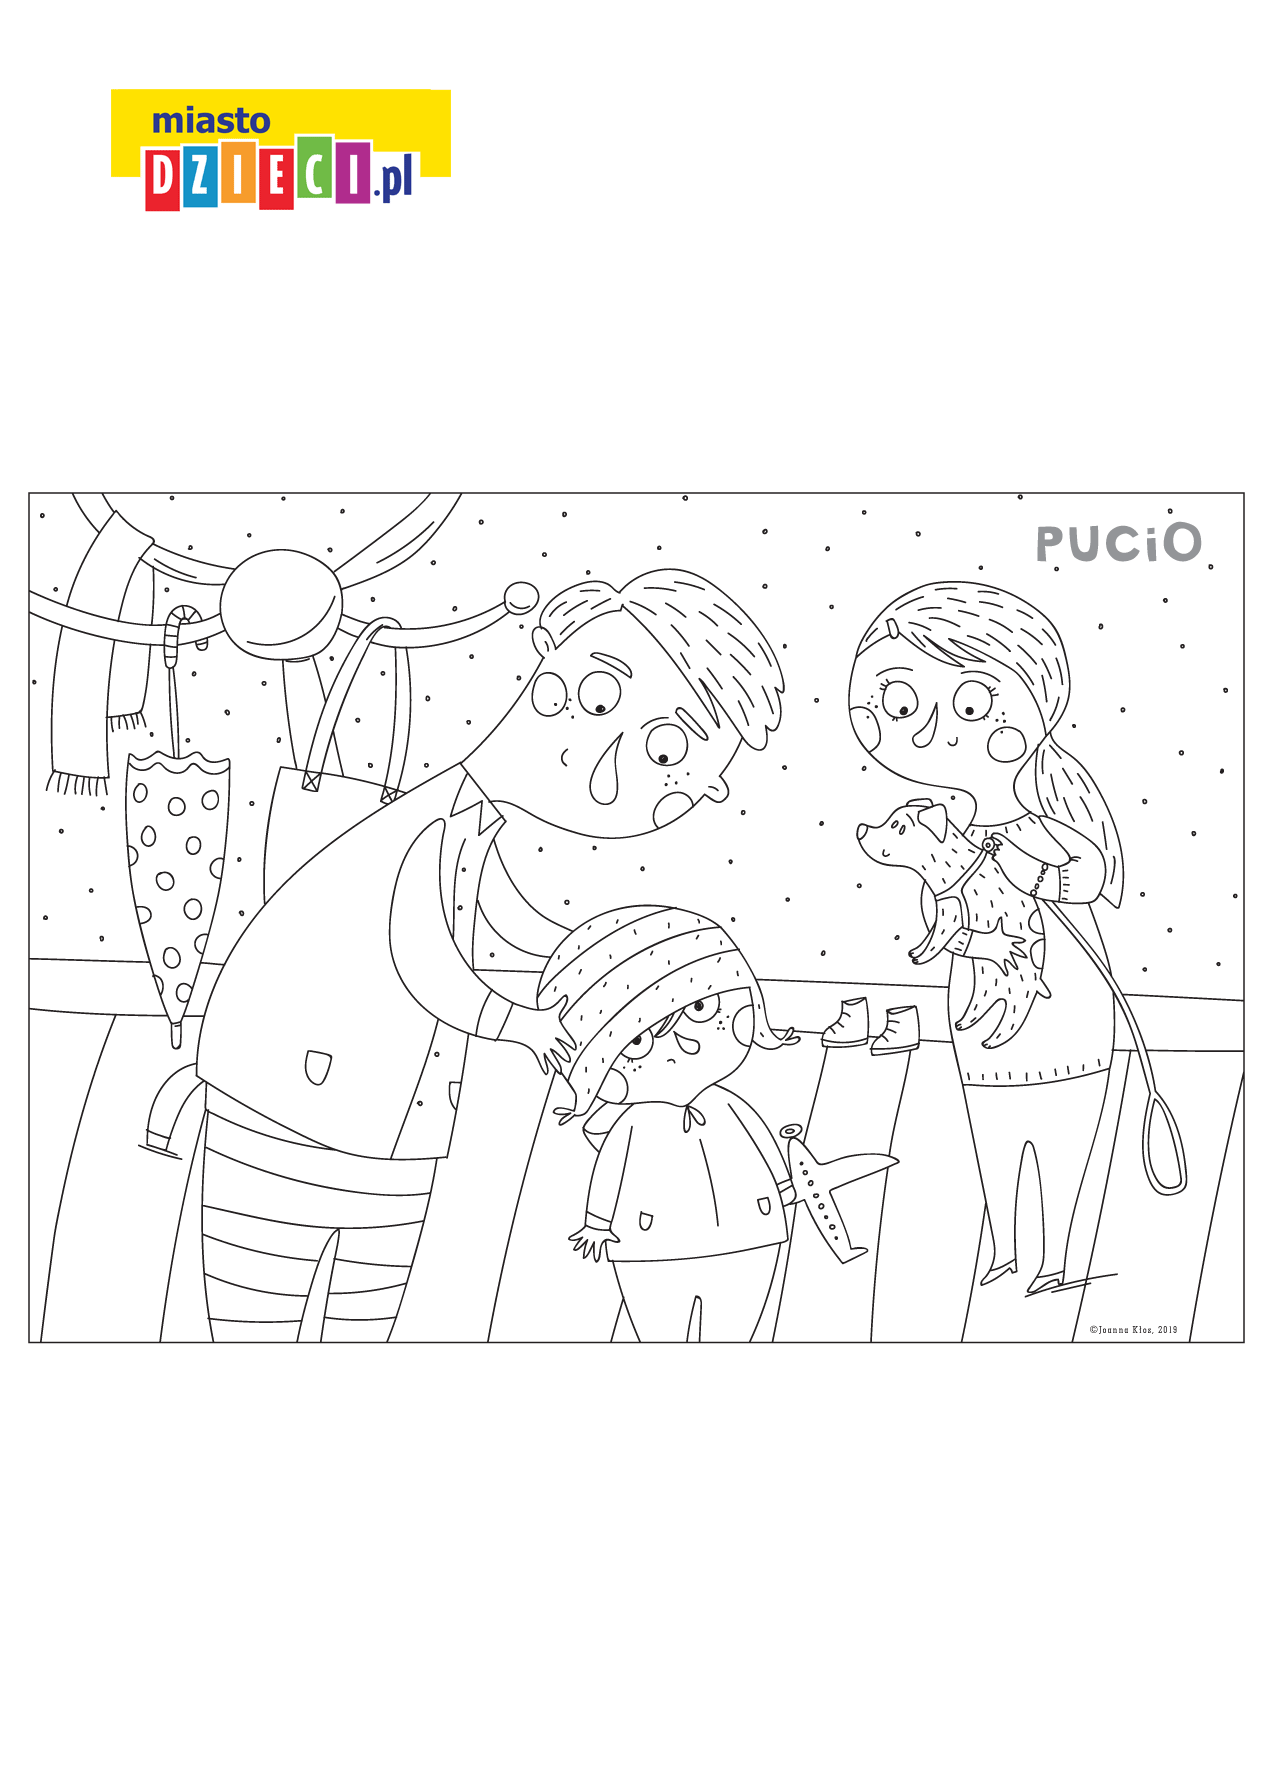 miasto
DZIECI.pl
PUCiO
©Joanna Kłos, 2019